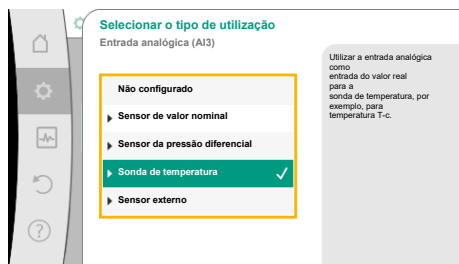 Selecionar o tipo de utilização
Entrada analógica (AI3)
Não configurado
Sensor de valor nominal
Sensor da pressão diferencial
Sonda de temperatura
Sensor externo
Utilizar a entrada analógica
como
entrada do valor real
para a
sonda de temperatura, por
exemplo, para
temperatura T-c.
?